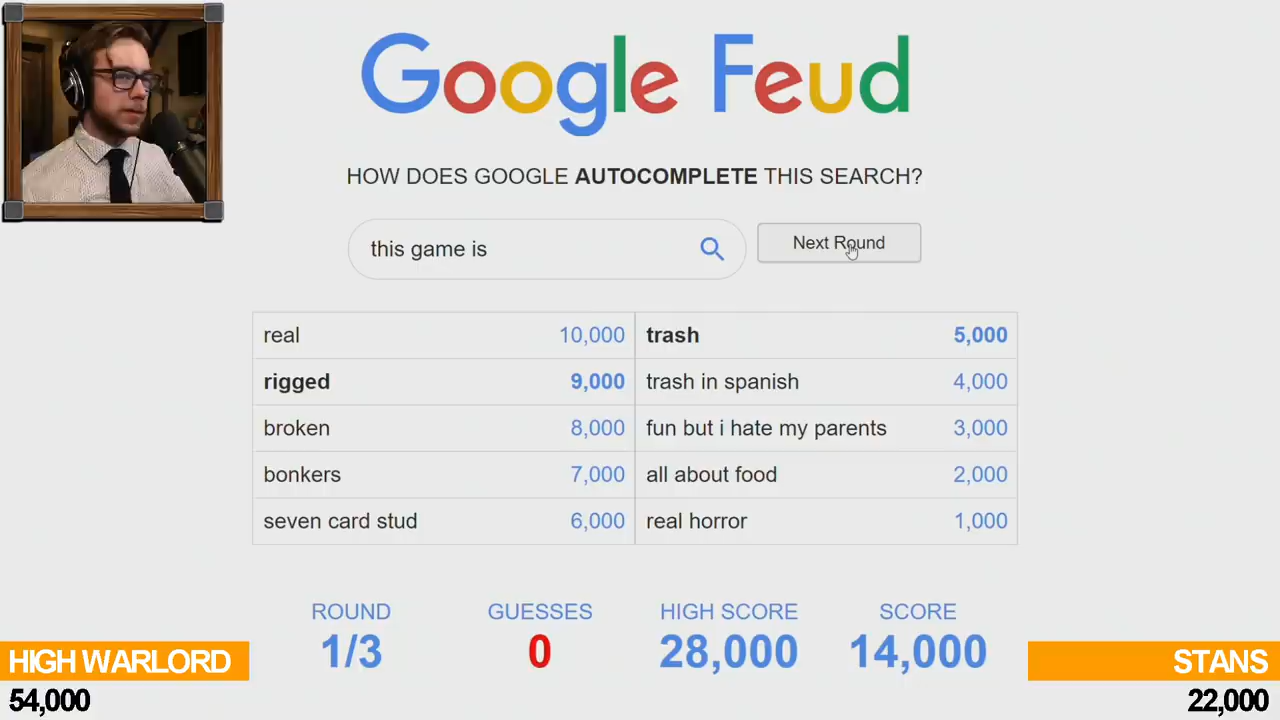 Google Feud
HOW DOES GOOGLE AUTOCOMPLETE THIS SEARCH?
this game is
Next Round
real 10,000
rigged 9,000
broken 8,000
bonkers 7,000
seven card stud 6,000
trash 5,000
trash in spanish 4,000
fun but i hate my parents 3,000
all about food 2,000
real horror 1,000
ROUND
1/3
GUESSES
0
HIGH SCORE
28,000
SCORE
14,000
HIGH WARLORD
54,000
STANS
22,000